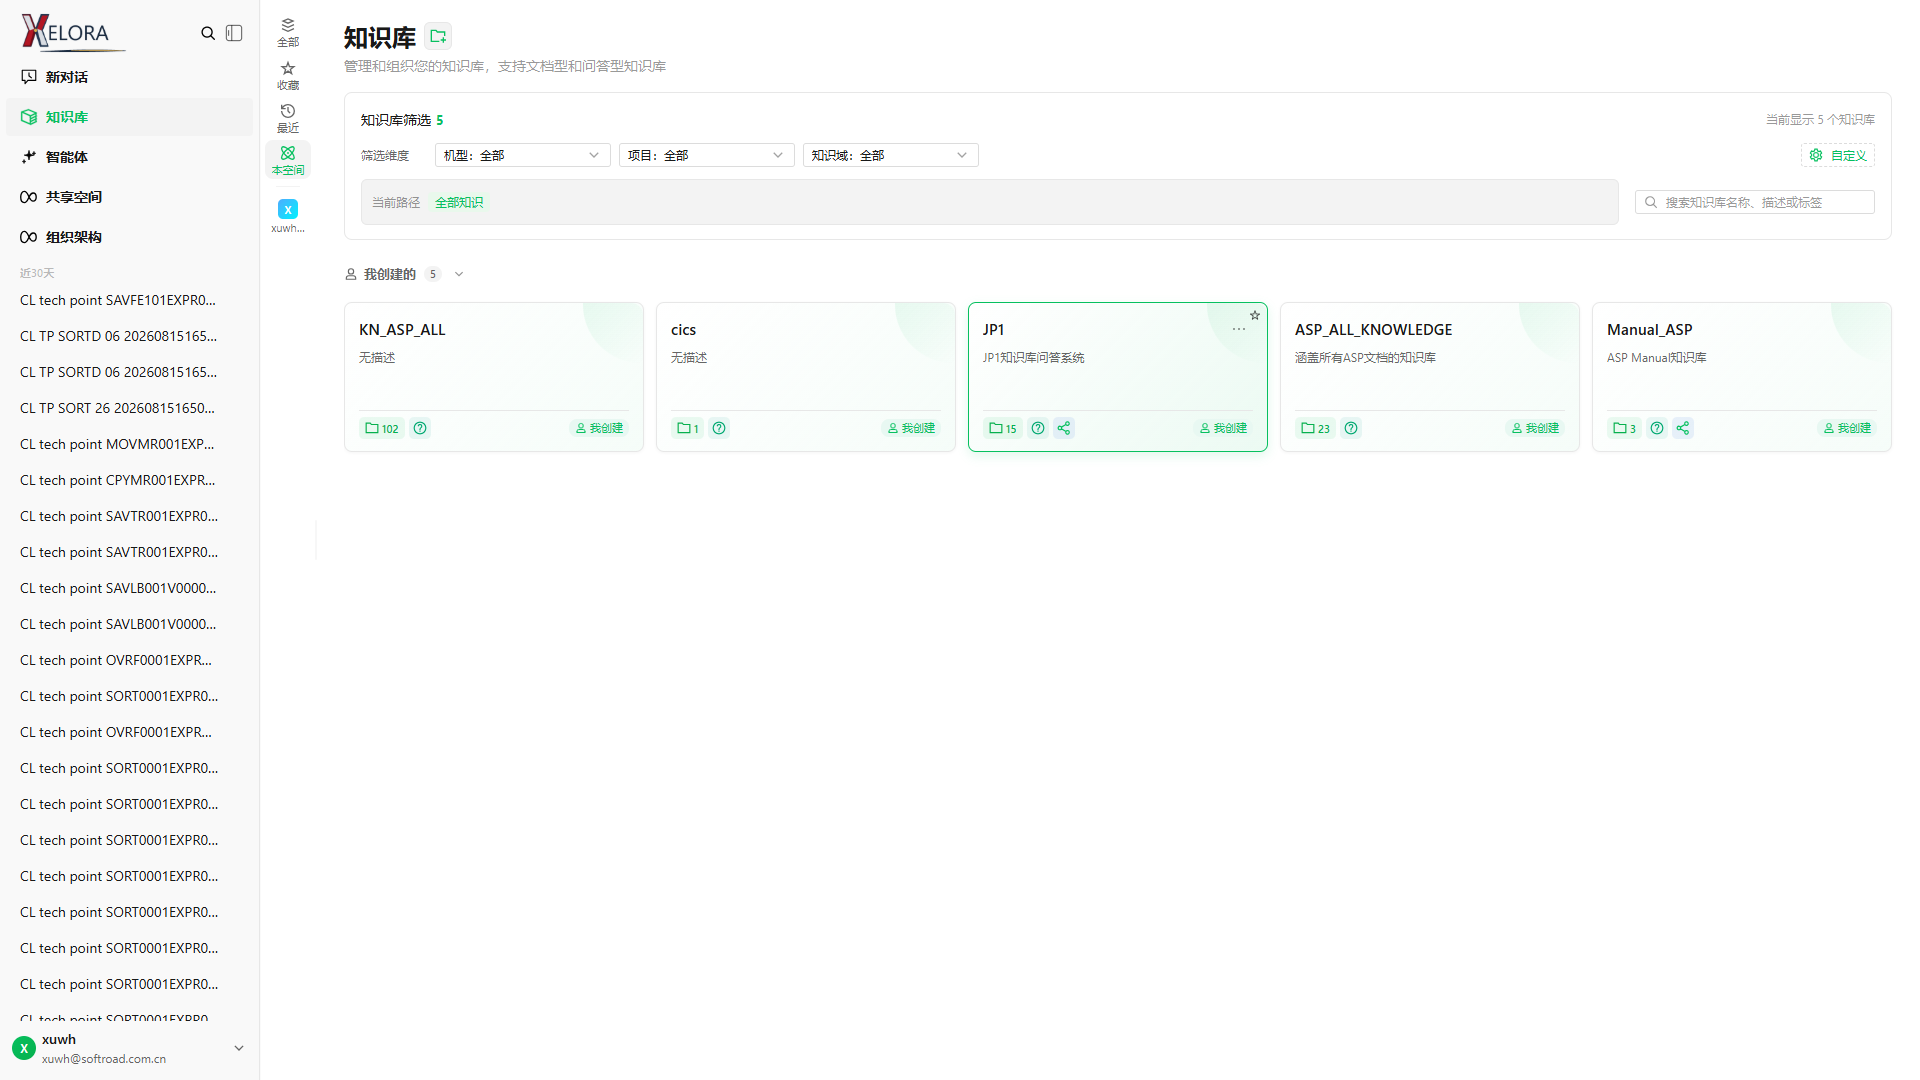 XELORA
新对话
知识库
智能体
共享空间
组织架构
近30天
CL tech point SAVFE101EXPR0...
CL TP SORTD 06 20260815165...
CL TP SORTD 06 20260815165...
CL TP SORT 26 202608151650...
CL tech point MOVMR001EXP...
CL tech point CPYMR001EXPR...
CL tech point SAVTR001EXPR0...
CL tech point SAVTR001EXPR0...
CL tech point SAVLB001V0000...
CL tech point SAVLB001V0000...
CL tech point OVRF0001EXPR...
CL tech point SORT0001EXPR0...
CL tech point OVRF0001EXPR...
CL tech point SORT0001EXPR0...
CL tech point SORT0001EXPR0...
CL tech point SORT0001EXPR0...
CL tech point SORT0001EXPR0...
CL tech point SORT0001EXPR0...
CL tech point SORT0001EXPR0...
CL tech point SORT0001EXPR0...
CL tech point SORT0001EXPR0
X
xuwh
xuwh@softroad.com.cn
全部
收藏
最近
本空间
X
xuwh...
知识库
管理和组织您的知识库，支持文档型和问答型知识库
知识库筛选 5
当前显示 5 个知识库
筛选维度 机型：全部 项目：全部 知识域：全部 自定义
当前路径 全部知识
搜索知识库名称、描述或标签
我创建的 5
KN_ASP_ALL
无描述
102 我创建
cics
无描述
1 我创建
JP1
JP1知识库问答系统
15 我创建
ASP_ALL_KNOWLEDGE
涵盖所有ASP文档的知识库
23 我创建
Manual_ASP
ASP Manual知识库
3 我创建